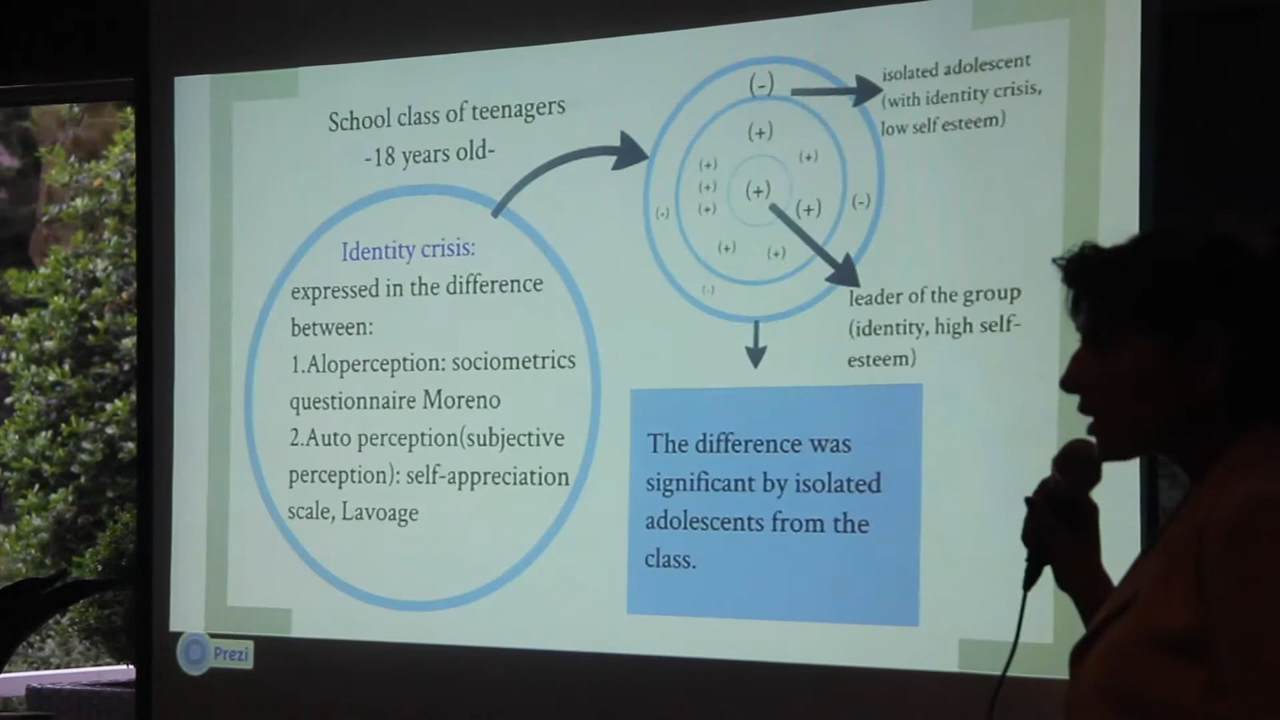 School class of teenagers
-18 years old-
Identity crisis:
expressed in the difference
between:
1.Aloperception: sociometrics
questionnaire Moreno
2.Auto perception(subjective
perception): self-appreciation
scale, Lavoage
(-)
(+)
(+)
(+)
(+)
(+)
(+)
(+)
(-)
(-)
(+)
(+)
(-)
isolated adolescent
(with identity crisis,
low self esteem)
leader of the group
(identity, high self-
esteem)
The difference was
significant by isolated
adolescents from the
class.
Prezi